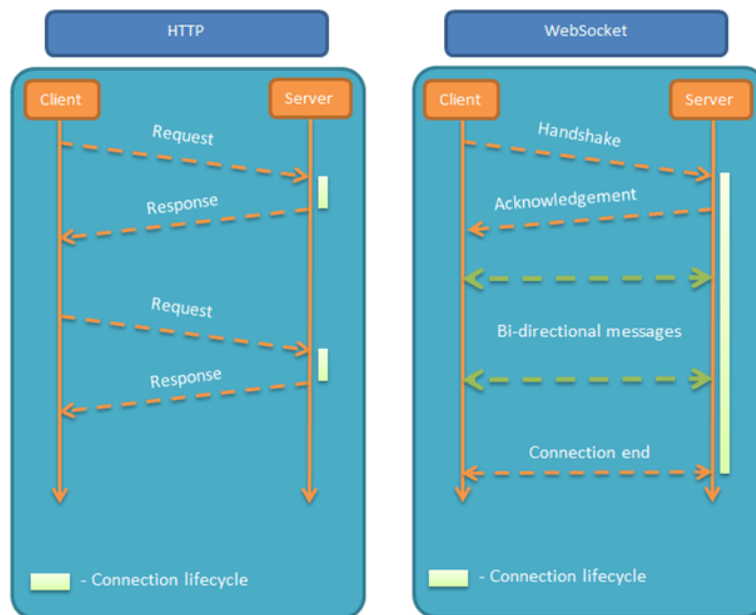 HTTP
Client
Server
Request
Response
Request
Response
- Connection lifecycle
WebSocket
Client
Server
Handshake
Acknowledgement
Bi-directional messages
Connection end
- Connection lifecycle